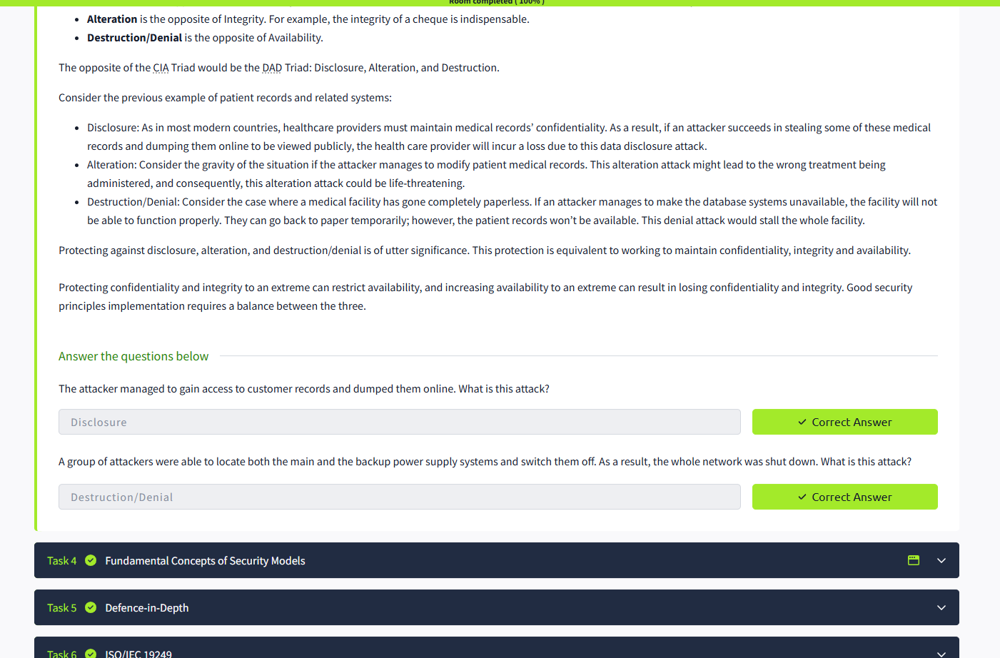 Room completed ( 100% )
Alteration is the opposite of Integrity. For example, the integrity of a cheque is indispensable.
Destruction/Denial is the opposite of Availability.
The opposite of the CIA Triad would be the DAD Triad: Disclosure, Alteration, and Destruction.
Consider the previous example of patient records and related systems:
Disclosure: As in most modern countries, healthcare providers must maintain medical records’ confidentiality. As a result, if an attacker succeeds in stealing some of these medical
records and dumping them online to be viewed publicly, the health care provider will incur a loss due to this data disclosure attack.
Alteration: Consider the gravity of the situation if the attacker manages to modify patient medical records. This alteration attack might lead to the wrong treatment being
administered, and consequently, this alteration attack could be life-threatening.
Destruction/Denial: Consider the case where a medical facility has gone completely paperless. If an attacker manages to make the database systems unavailable, the facility will not
be able to function properly. They can go back to paper temporarily; however, the patient records won’t be available. This denial attack would stall the whole facility.
Protecting against disclosure, alteration, and destruction/denial is of utter significance. This protection is equivalent to working to maintain confidentiality, integrity and availability.
Protecting confidentiality and integrity to an extreme can restrict availability, and increasing availability to an extreme can result in losing confidentiality and integrity. Good security
principles implementation requires a balance between the three.
Answer the questions below
The attacker managed to gain access to customer records and dumped them online. What is this attack?
Disclosure
Correct Answer
A group of attackers were able to locate both the main and the backup power supply systems and switch them off. As a result, the whole network was shut down. What is this attack?
Destruction/Denial
Correct Answer
Task 4 Fundamental Concepts of Security Models
Task 5 Defence-in-Depth
Task 6 ISO/IEC 19249